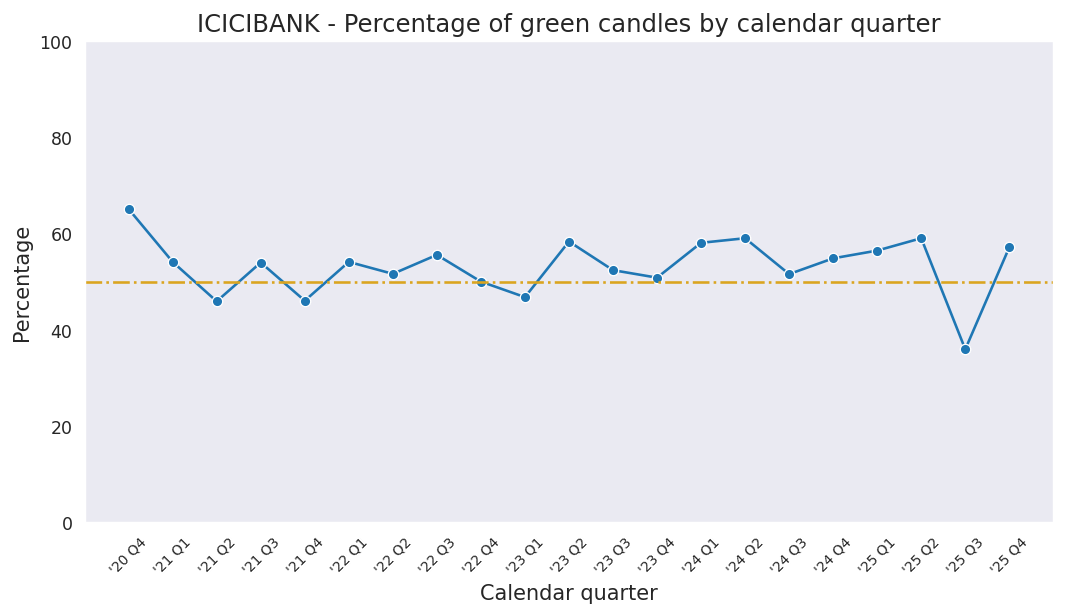 ICICIBANK - Percentage of green candles by calendar quarter
100
80
60
40
20
0
Percentage
'20 Q4
'21 Q1
'21 Q2
'21 Q3
'21 Q4
'22 Q1
'22 Q2
'22 Q3
'22 Q4
'23 Q1
'23 Q2
'23 Q3
'23 Q4
'24 Q1
'24 Q2
'24 Q3
'24 Q4
'25 Q1
'25 Q2
'25 Q3
'25 Q4
Calendar quarter